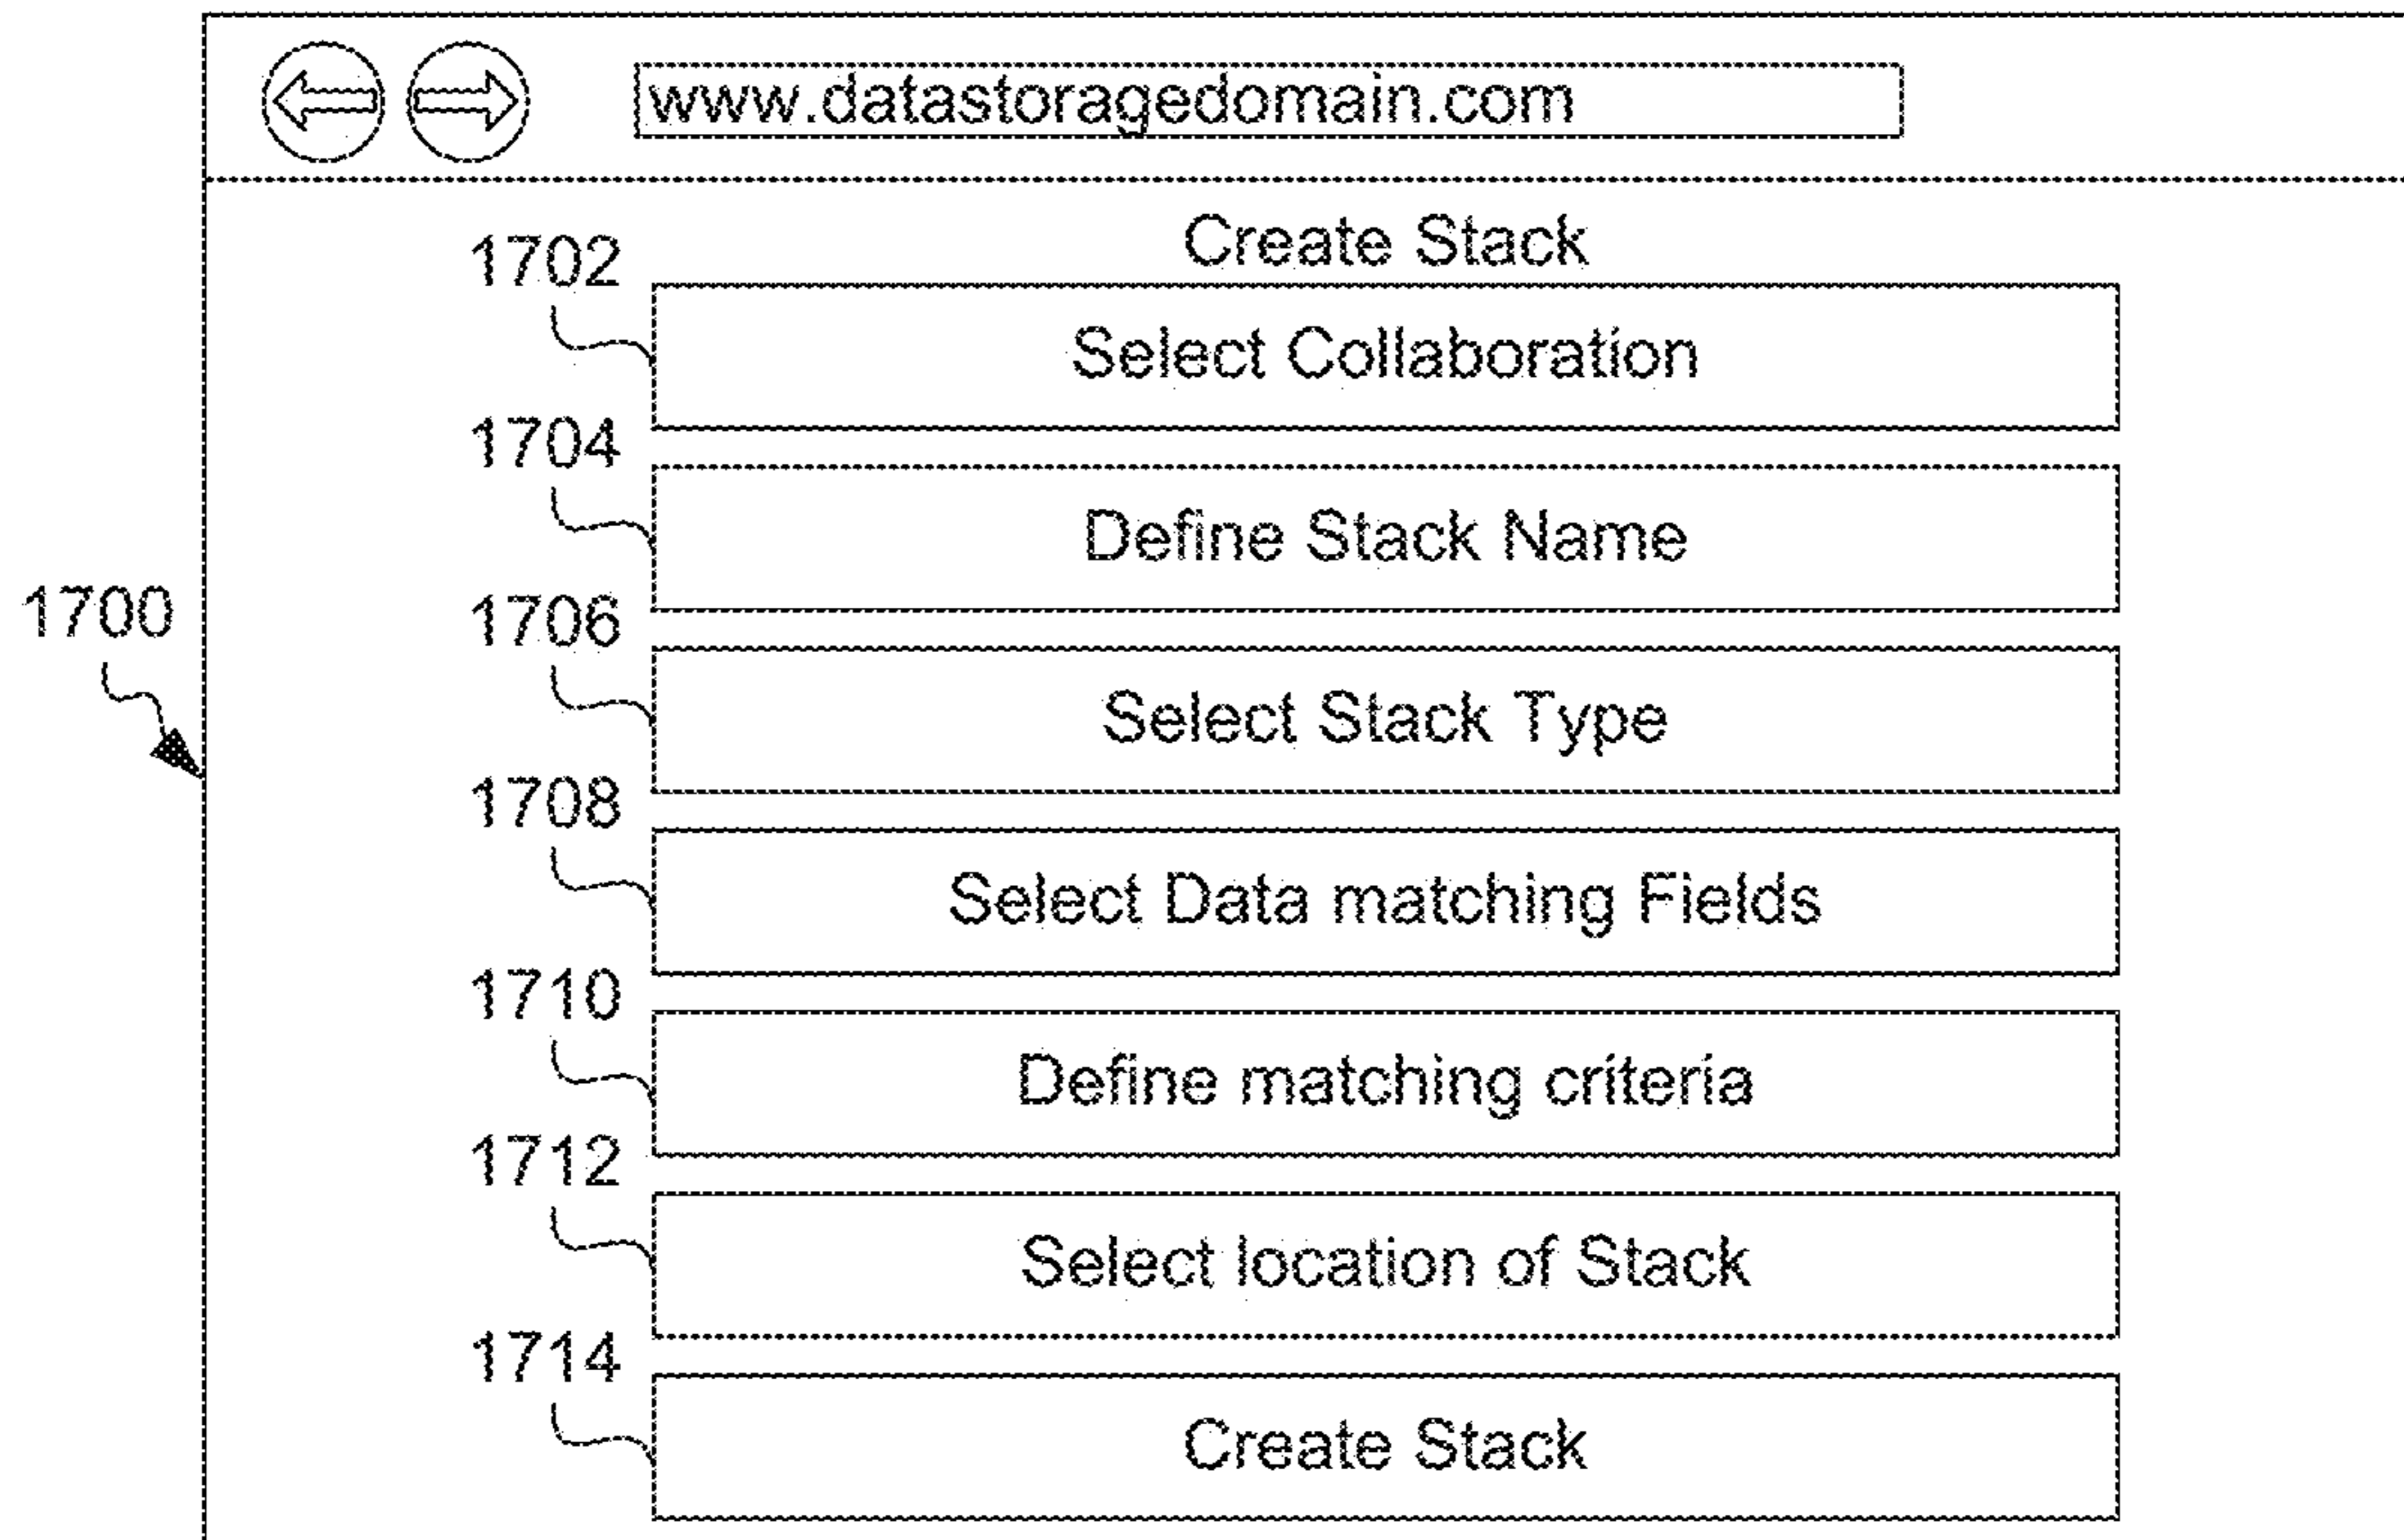 www.datastoragedomain.com
Create Stack
1702
Select Collaboration
1704
Define Stack Name
1700
1706
Select Stack Type
1708
Select Data matching Fields
1710
Define matching criteria
1712
Select location of Stack
1714
Create Stack